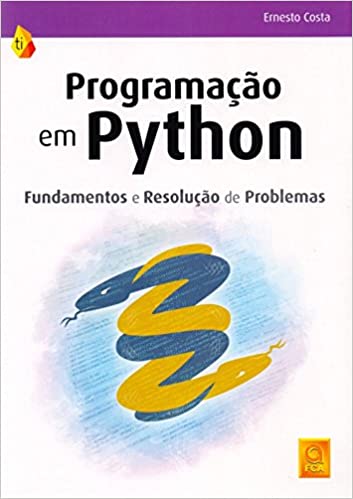 Ernesto Costa
ti
Programação
em Python
Fundamentos e Resolução de Problemas
FCA